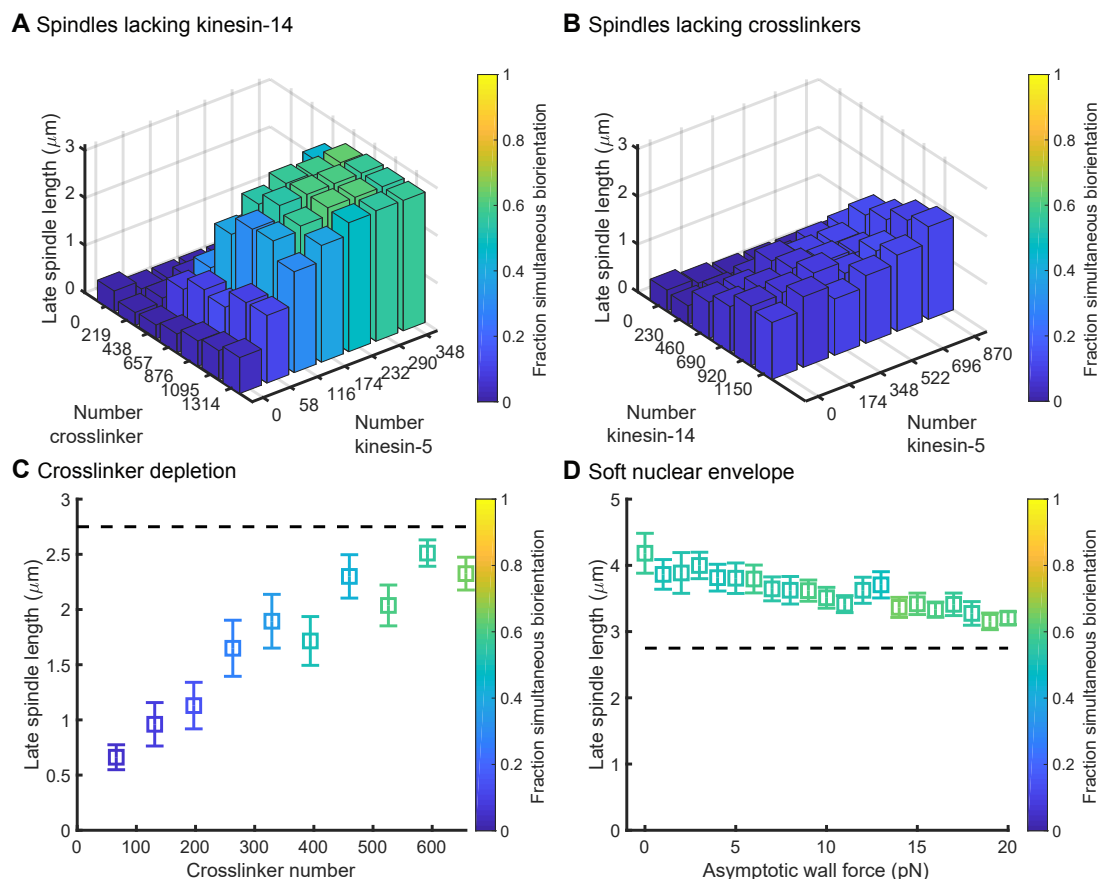 A Spindles lacking kinesin-14
B Spindles lacking crosslinkers
Late spindle length (μm)
3
2
1
0
0
219
438
657
876
1095
1314
Number
crosslinker
0
58
116
174
232
290
348
Number
kinesin-5
1
0.8
0.6
0.4
0.2
0
Fraction simultaneous biorientation
Late spindle length (μm)
3
2
1
0
0
230
460
690
920
1150
Number
kinesin-14
0
174
348
522
696
870
Number
kinesin-5
1
0.8
0.6
0.4
0.2
0
Fraction simultaneous biorientation
C Crosslinker depletion
D Soft nuclear envelope
Late spindle length (μm)
3
2.5
2
1.5
1
0.5
0
0 100 200 300 400 500 600
Crosslinker number
1
0.8
0.6
0.4
0.2
0
Fraction simultaneous biorientation
Late spindle length (μm)
5
4
3
2
1
0
0 5 10 15 20
Asymptotic wall force (pN)
1
0.8
0.6
0.4
0.2
0
Fraction simultaneous biorientation